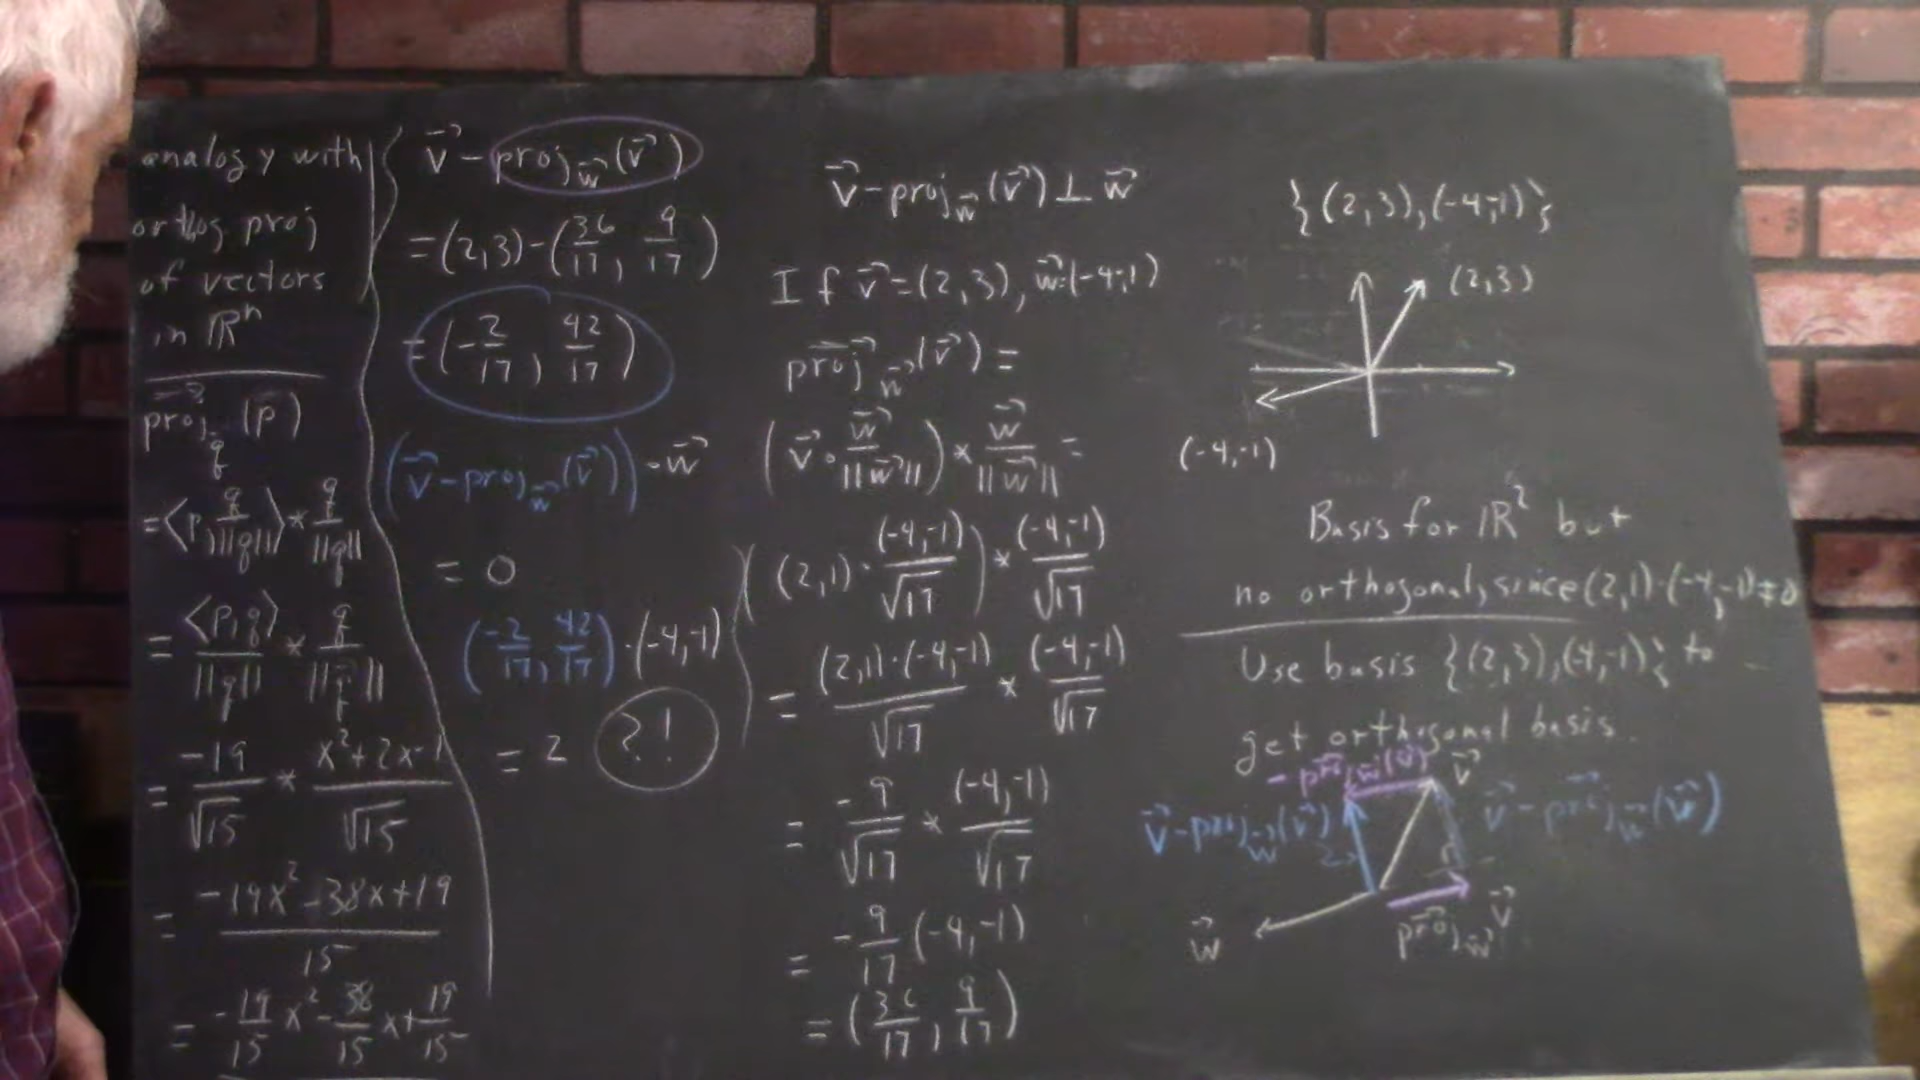 analogy with
orthog proj
of vectors
in ℝⁿ
proj_q (p)
= <p, q/||q||> * q/||q||
= <p,q>/||q|| * q/||q||
= -19/√15 * x²+2x-1/√15
= -19x²-38x+19/15
= -19/15 x² - 38/15 x + 19/15
v⃗ - proj_w⃗(v⃗)
= (2,3) - (36/17, 9/17)
= (-2/17, 42/17)
(v⃗ - proj_w⃗(v⃗)) · w⃗
= 0
(-2/17, 42/17) · (-4,-1)
= 2 ?!
v⃗ - proj_w⃗(v⃗) ⊥ w⃗
If v⃗ = (2,3), w⃗=(-4,-1)
proj_w⃗(v⃗) =
(v⃗ · w⃗/||w⃗||) * w⃗/||w⃗|| =
((2,1) · (-4,-1)/√17) * (-4,-1)/√17
= (2,1)·(-4,-1)/√17 * (-4,-1)/√17
= -9/√17 * (-4,-1)/√17
= -9/17 (-4,-1)
= (36/17, 9/17)
{(2,3),(-4,-1)}
(2,3)
(-4,-1)
Basis for ℝ² but
no orthogonal, since (2,1)·(-4,-1)≠0
Use basis {(2,3),(-4,-1)} to
get orthogonal basis.
-proj_w⃗(v⃗)
v⃗
v⃗ - proj_w⃗(v⃗)
v⃗ - proj_w⃗(v⃗)
w⃗
proj_w⃗ v⃗